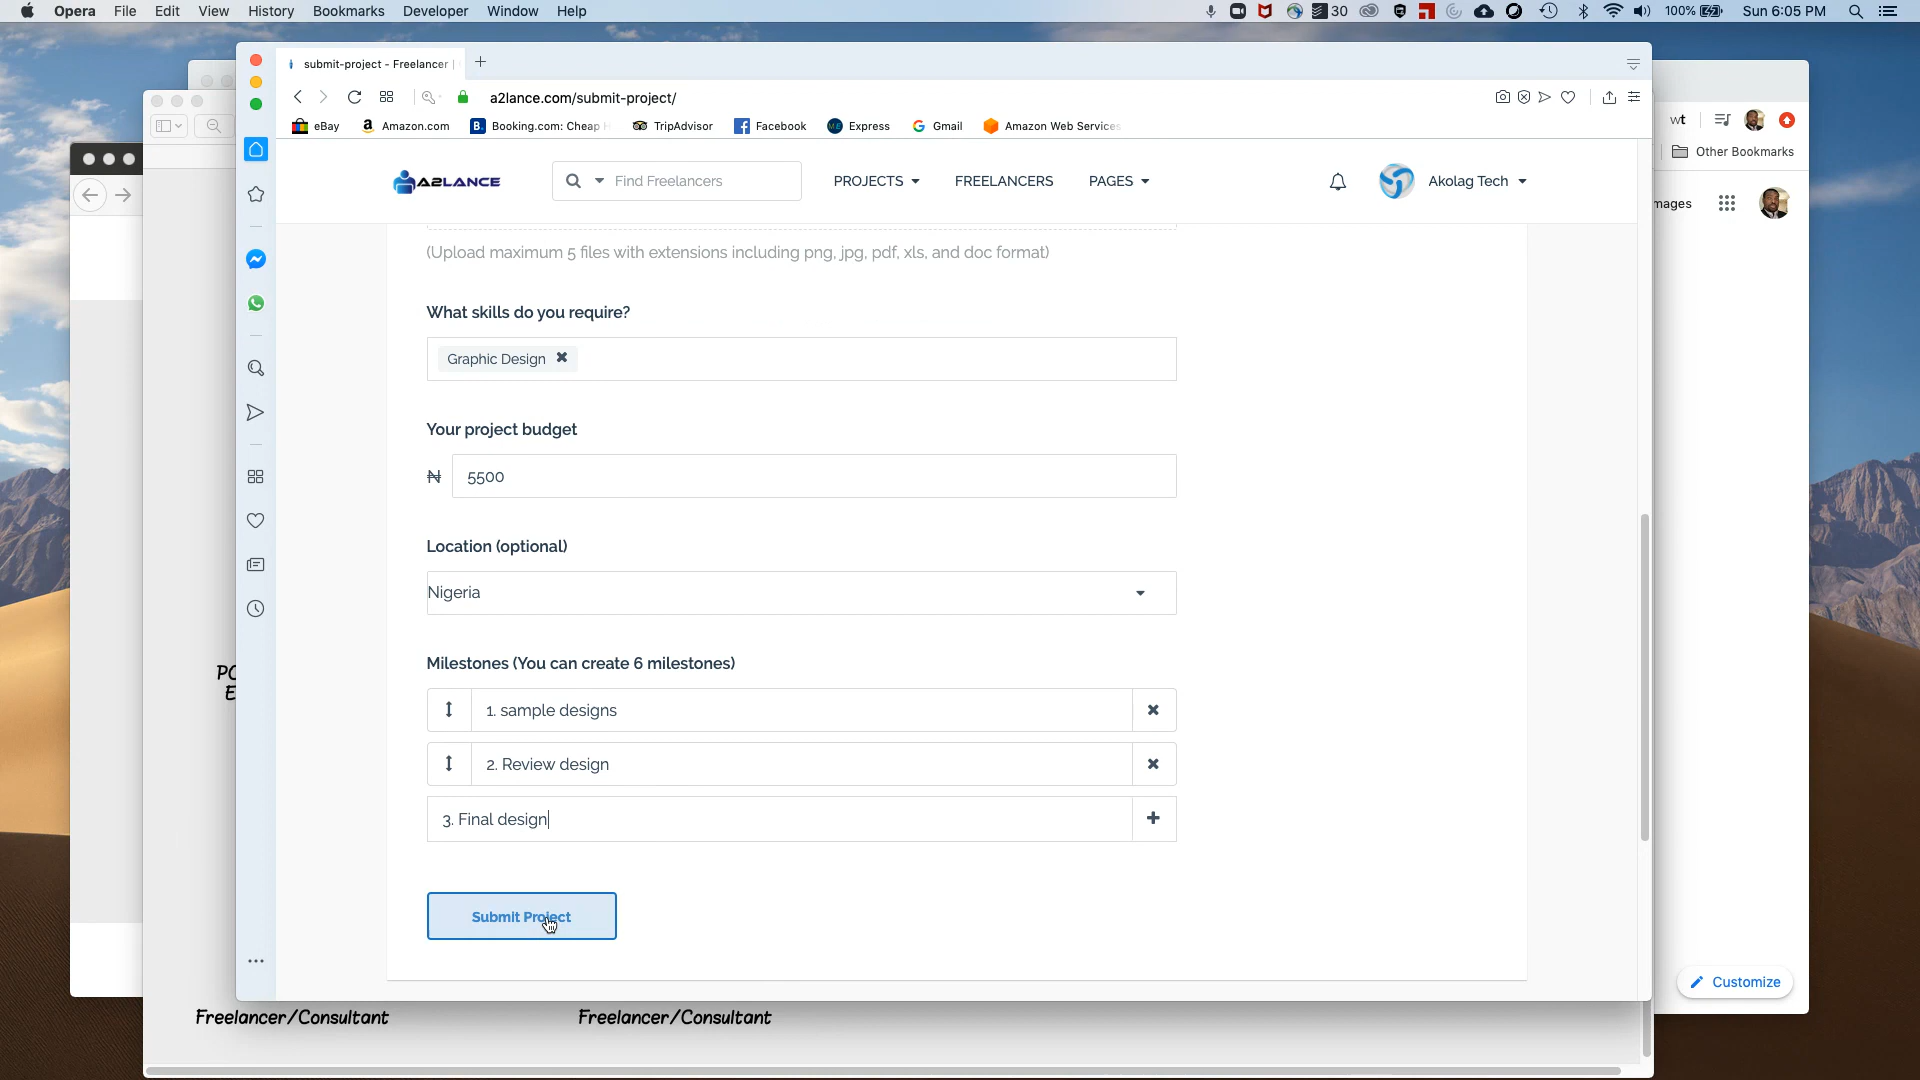 Opera File Edit View History Bookmarks Developer Window Help 30 100% Sun 6:05 PM
submit-project - Freelancer |
a2lance.com/submit-project/
eBay Amazon.com Booking.com: Cheap TripAdvisor Facebook Express Gmail Amazon Web Services
wt
Other Bookmarks
A2LANCE Find Freelancers PROJECTS FREELANCERS PAGES Akolag Tech
mages
(Upload maximum 5 files with extensions including png, jpg, pdf, xls, and doc format)
What skills do you require?
Graphic Design
Your project budget
₦ 5500
Location (optional)
Nigeria
Milestones (You can create 6 milestones)
1. sample designs
2. Review design
3. Final design
Submit Project
PC
E
Customize
Freelancer/Consultant Freelancer/Consultant